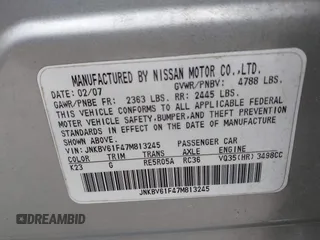 MANUFACTURED BY NISSAN MOTOR CO.,LTD.
DATE: 02/07 GVWR/PNBV: 4788 LBS.
GAWR/PNBE FR: 2363 LBS. RR: 2445 LBS.
THIS VEHICLE CONFORMS TO ALL APPLICABLE FEDERAL
MOTOR VEHICLE SAFETY,BUMPER,AND THEFT PREVENTION
STANDARDS IN EFFECT ON THE DATE OF MANUFACTURE
SHOWN ABOVE.
VIN: JNKBV61F47M813245 PASSENGER CAR
COLOR TRIM TRANS AXLE ENGINE
K23 G RE5R05A RC36 VQ35(HR) 3498CC
JNKBV61F47M813245
DREAMBID